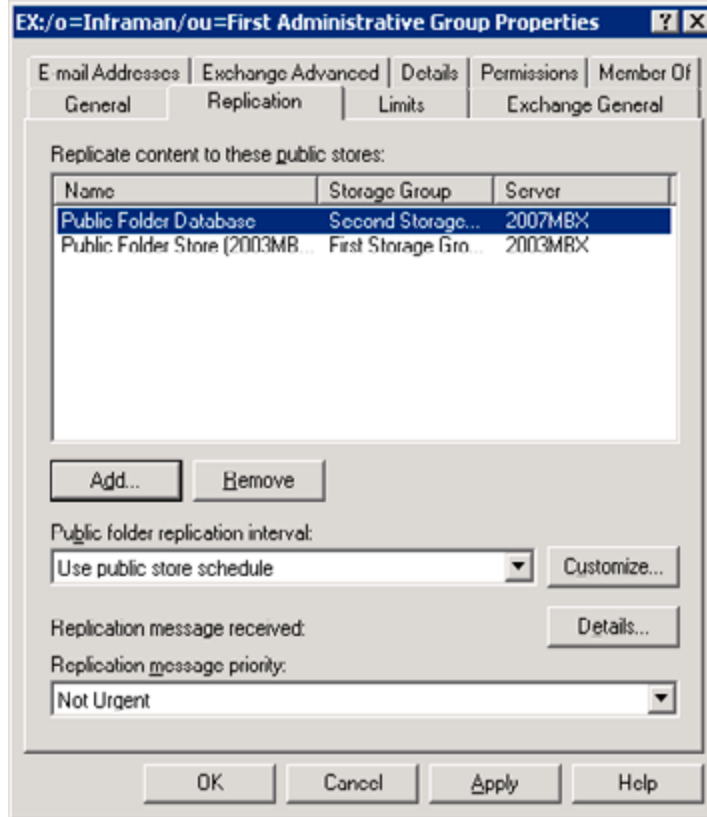 EX:/o=Inframan/ou=First Administrative Group Properties
E-mail Addresses Exchange Advanced Details Permissions Member Of
General Replication Limits Exchange General
Replicate content to these public stores:
Name Storage Group Server
Public Folder Database Second Storage... 2007MBX
Public Folder Store (2003MB... First Storage Gro... 2003MBX
Add... Remove
Public folder replication interval:
Use public store schedule Customize...
Replication message received: Details...
Replication message priority:
Not Urgent
OK Cancel Apply Help